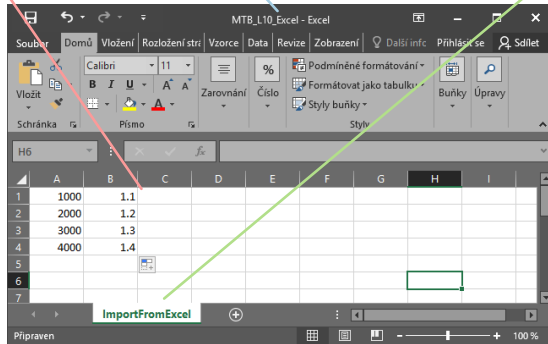 MTB_L10_Excel - Excel
Soubor Domů Vložení Rozložení strá Vzorce Data Revize Zobrazení Další infc Přihlásit se Sdílet
Calibri 11
Vložit
B I U A A
Zarovnání
%
Číslo
Podmíněné formátování
Formátovat jako tabulku
Styly buňky
Buňky
Úpravy
Schránka Písmo Styly
H6 fx
A B C D E F G H I
1 1000 1.1
2 2000 1.2
3 3000 1.3
4 4000 1.4
5
6
7
ImportFromExcel
Připraven 100 %